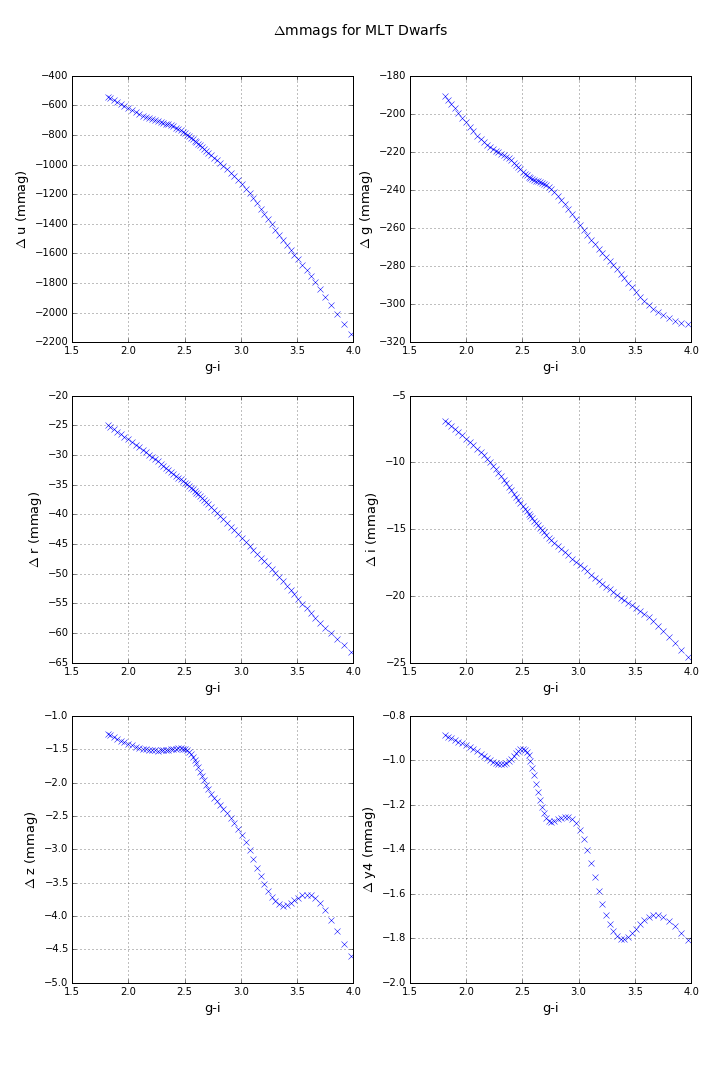 Δmmags for MLT Dwarfs
−400
−600
−800
−1000
−1200
−1400
−1600
−1800
−2000
−2200
Δ u (mmag)
1.5 2.0 2.5 3.0 3.5 4.0
g-i
−180
−200
−220
−240
−260
−280
−300
−320
Δ g (mmag)
1.5 2.0 2.5 3.0 3.5 4.0
g-i
−20
−25
−30
−35
−40
−45
−50
−55
−60
−65
Δ r (mmag)
1.5 2.0 2.5 3.0 3.5 4.0
g-i
−5
−10
−15
−20
−25
Δ i (mmag)
1.5 2.0 2.5 3.0 3.5 4.0
g-i
−1.0
−1.5
−2.0
−2.5
−3.0
−3.5
−4.0
−4.5
−5.0
Δ z (mmag)
1.5 2.0 2.5 3.0 3.5 4.0
g-i
−0.8
−1.0
−1.2
−1.4
−1.6
−1.8
−2.0
Δ y4 (mmag)
1.5 2.0 2.5 3.0 3.5 4.0
g-i